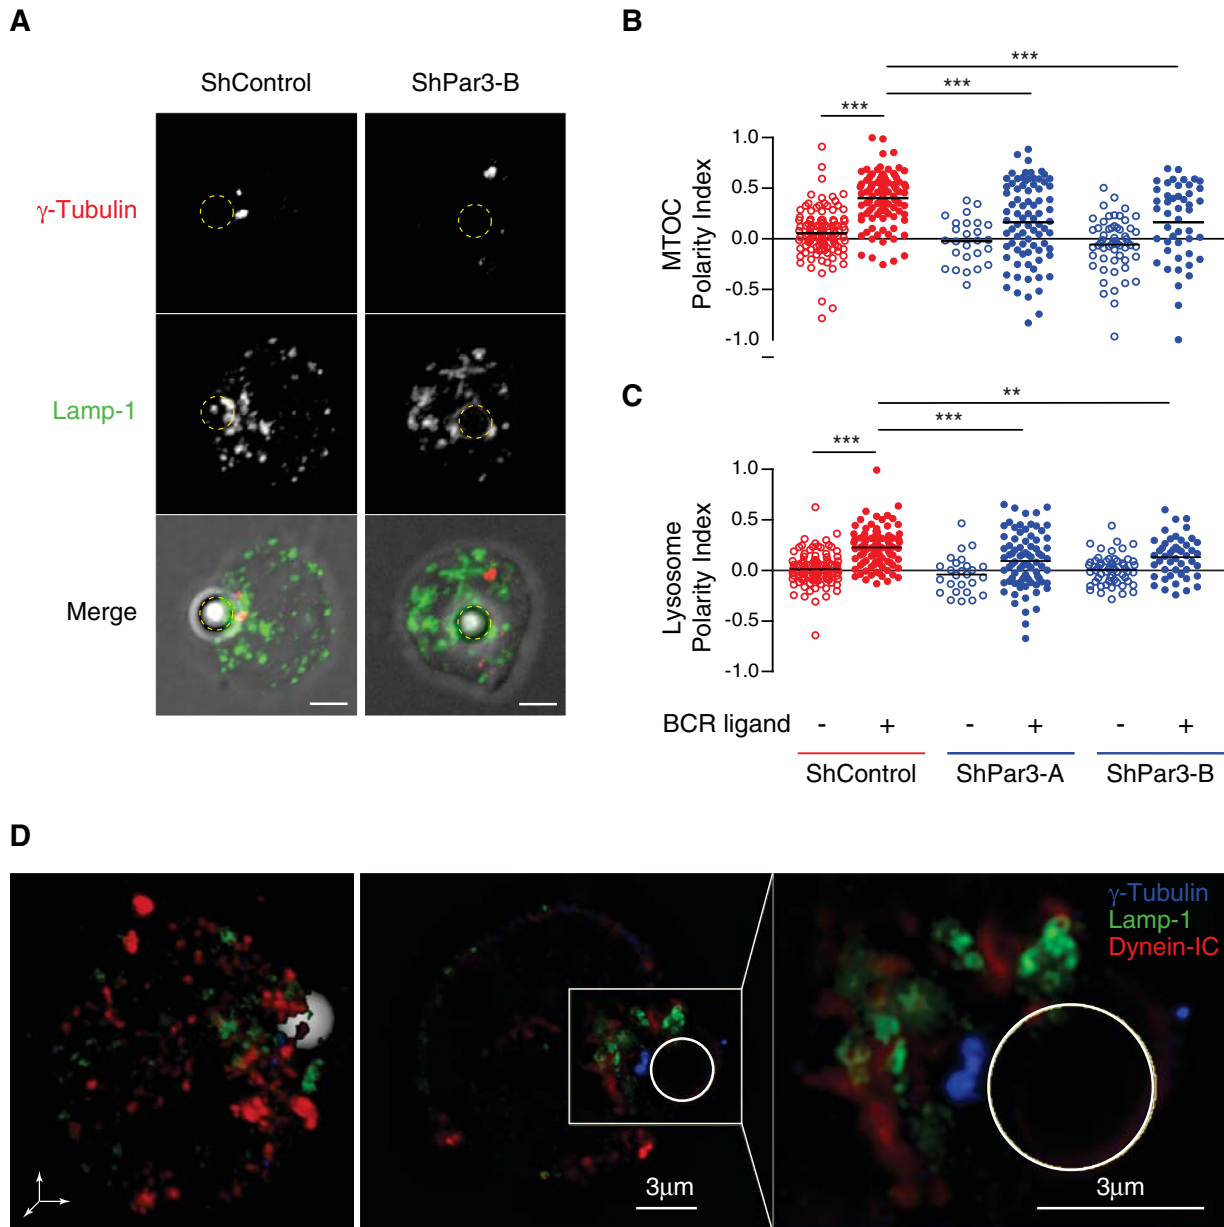 A
ShControl
ShPar3-B
γ-Tubulin
Lamp-1
Merge
B
***
***
***
MTOC
Polarity Index
1.0
0.5
0.0
-0.5
-1.0
C
**
***
***
Lysosome
Polarity Index
1.0
0.5
0.0
-0.5
-1.0
BCR ligand - + - + - +
ShControl ShPar3-A ShPar3-B
D
γ-Tubulin
Lamp-1
Dynein-IC
3μm
3μm